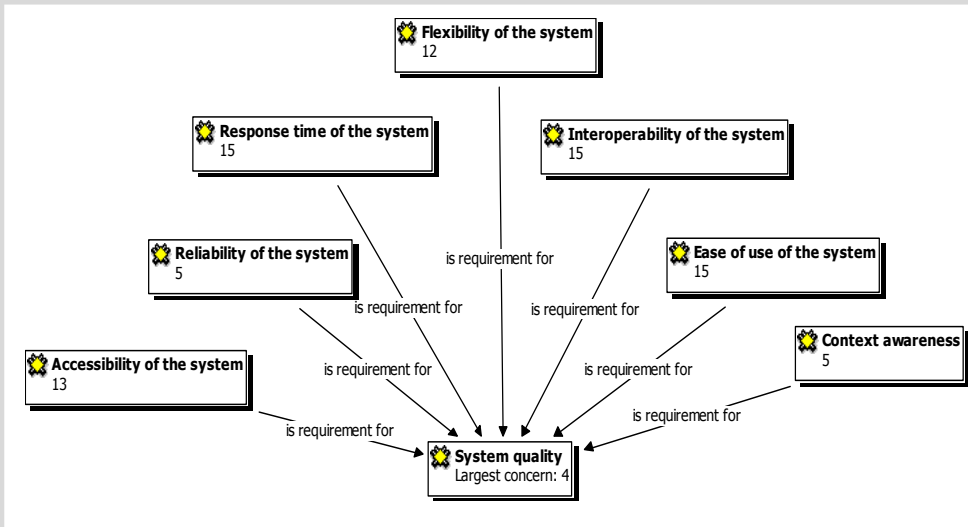 Flexibility of the system
12
Response time of the system
15
Interoperability of the system
15
Reliability of the system
5
is requirement for
Ease of use of the system
15
is requirement for
is requirement for
Context awareness
5
Accessibility of the system
13
is requirement for
is requirement for
is requirement for
is requirement for
System quality
Largest concern: 4